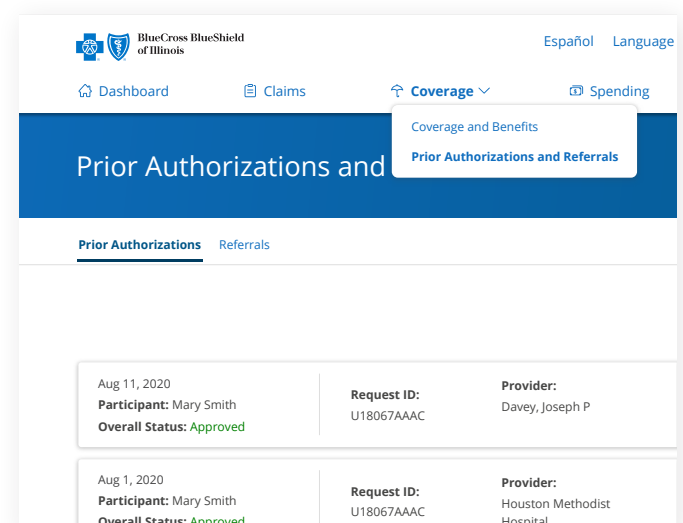 BlueCross BlueShield
of Illinois
Español Language
Dashboard Claims Coverage Spending
Coverage and Benefits
Prior Authorizations and Referrals
Prior Authorizations and
Prior Authorizations Referrals
Aug 11, 2020
Participant: Mary Smith
Overall Status: Approved
Request ID:
U18067AAAC
Provider:
Davey, Joseph P
Aug 1, 2020
Participant: Mary Smith
Overall Status: Approved
Request ID:
U18067AAAC
Provider:
Houston Methodist
Hospital